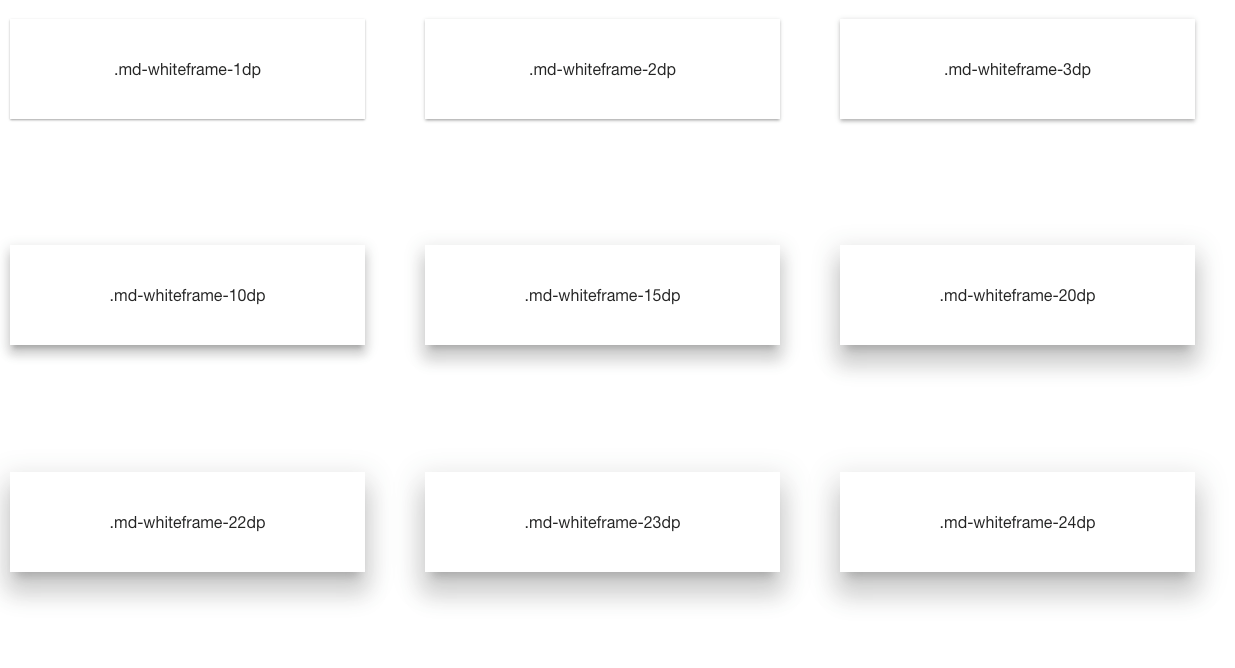 .md-whiteframe-1dp
.md-whiteframe-2dp
.md-whiteframe-3dp
.md-whiteframe-10dp
.md-whiteframe-15dp
.md-whiteframe-20dp
.md-whiteframe-22dp
.md-whiteframe-23dp
.md-whiteframe-24dp